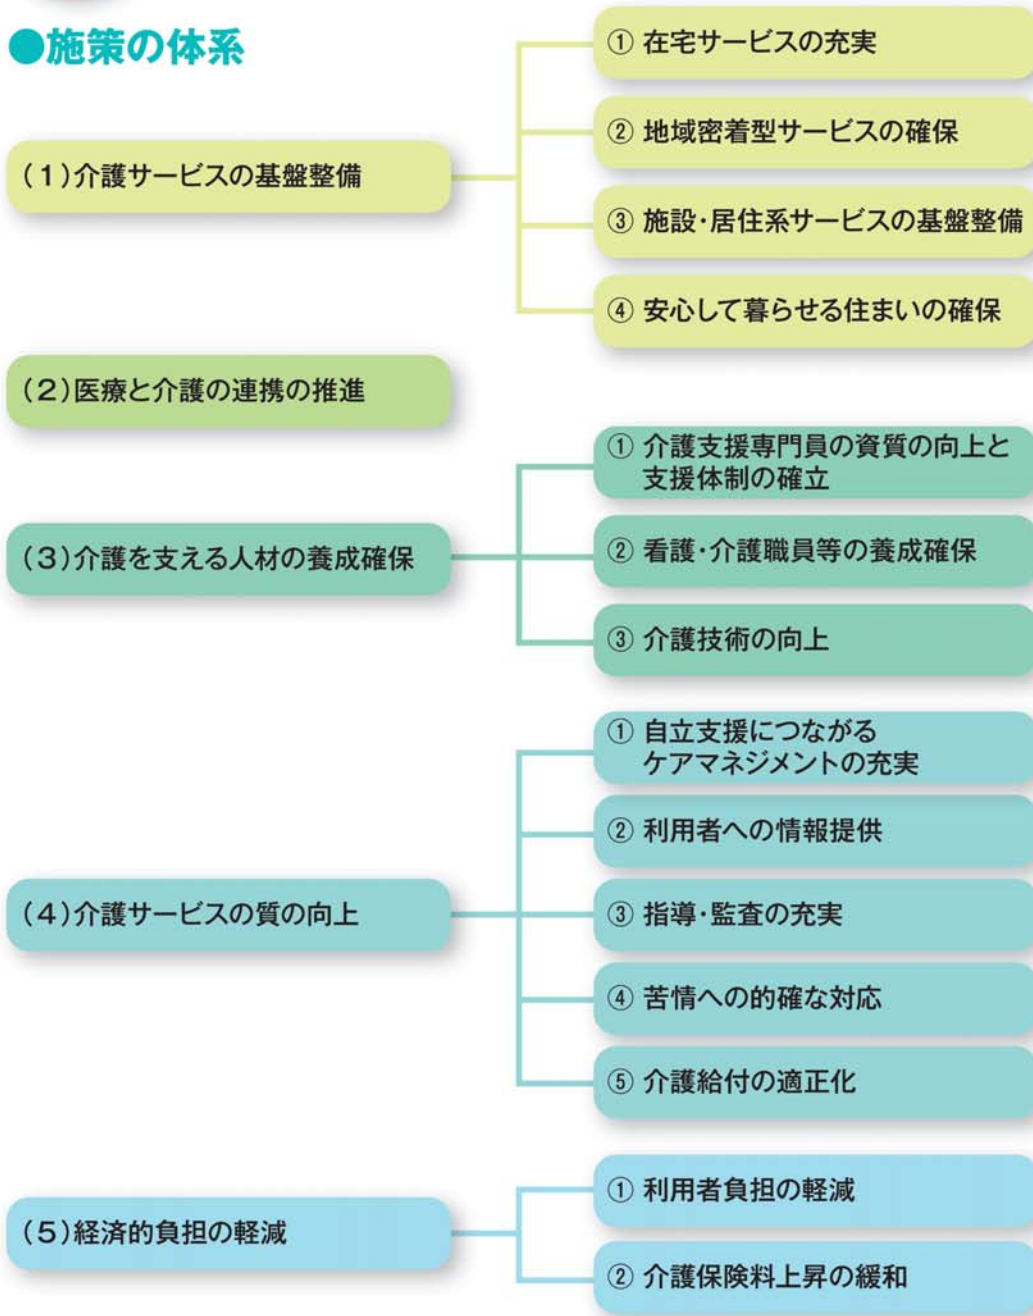 ●施策の体系
(1)介護サービスの基盤整備
① 在宅サービスの充実
② 地域密着型サービスの確保
③ 施設・居住系サービスの基盤整備
④ 安心して暮らせる住まいの確保
(2)医療と介護の連携の推進
(3)介護を支える人材の養成確保
① 介護支援専門員の資質の向上と
支援体制の確立
② 看護・介護職員等の養成確保
③ 介護技術の向上
(4)介護サービスの質の向上
① 自立支援につながる
ケアマネジメントの充実
② 利用者への情報提供
③ 指導・監査の充実
④ 苦情への的確な対応
⑤ 介護給付の適正化
(5)経済的負担の軽減
① 利用者負担の軽減
② 介護保険料上昇の緩和